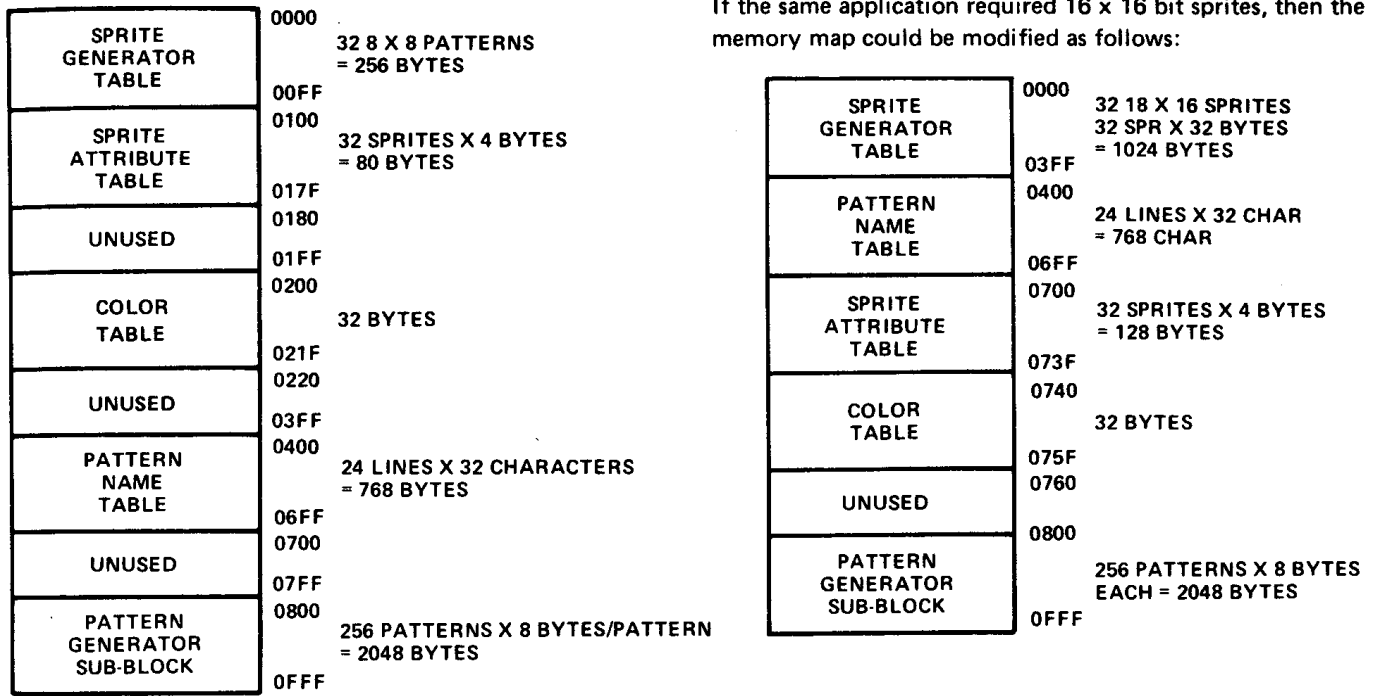 SPRITE
GENERATOR
TABLE
0000
32 8 X 8 PATTERNS
= 256 BYTES
00FF
SPRITE
ATTRIBUTE
TABLE
0100
32 SPRITES X 4 BYTES
= 80 BYTES
017F
UNUSED
0180
01FF
COLOR
TABLE
0200
32 BYTES
021F
UNUSED
0220
03FF
PATTERN
NAME
TABLE
0400
24 LINES X 32 CHARACTERS
= 768 BYTES
06FF
UNUSED
0700
07FF
PATTERN
GENERATOR
SUB-BLOCK
0800
256 PATTERNS X 8 BYTES/PATTERN
= 2048 BYTES
0FFF
If the same application required 16 x 16 bit sprites, then the
memory map could be modified as follows:
SPRITE
GENERATOR
TABLE
0000
32 18 X 16 SPRITES
32 SPR X 32 BYTES
= 1024 BYTES
03FF
PATTERN
NAME
TABLE
0400
24 LINES X 32 CHAR
= 768 CHAR
06FF
SPRITE
ATTRIBUTE
TABLE
0700
32 SPRITES X 4 BYTES
= 128 BYTES
073F
COLOR
TABLE
0740
32 BYTES
075F
UNUSED
0760
PATTERN
GENERATOR
SUB-BLOCK
0800
256 PATTERNS X 8 BYTES
EACH = 2048 BYTES
0FFF